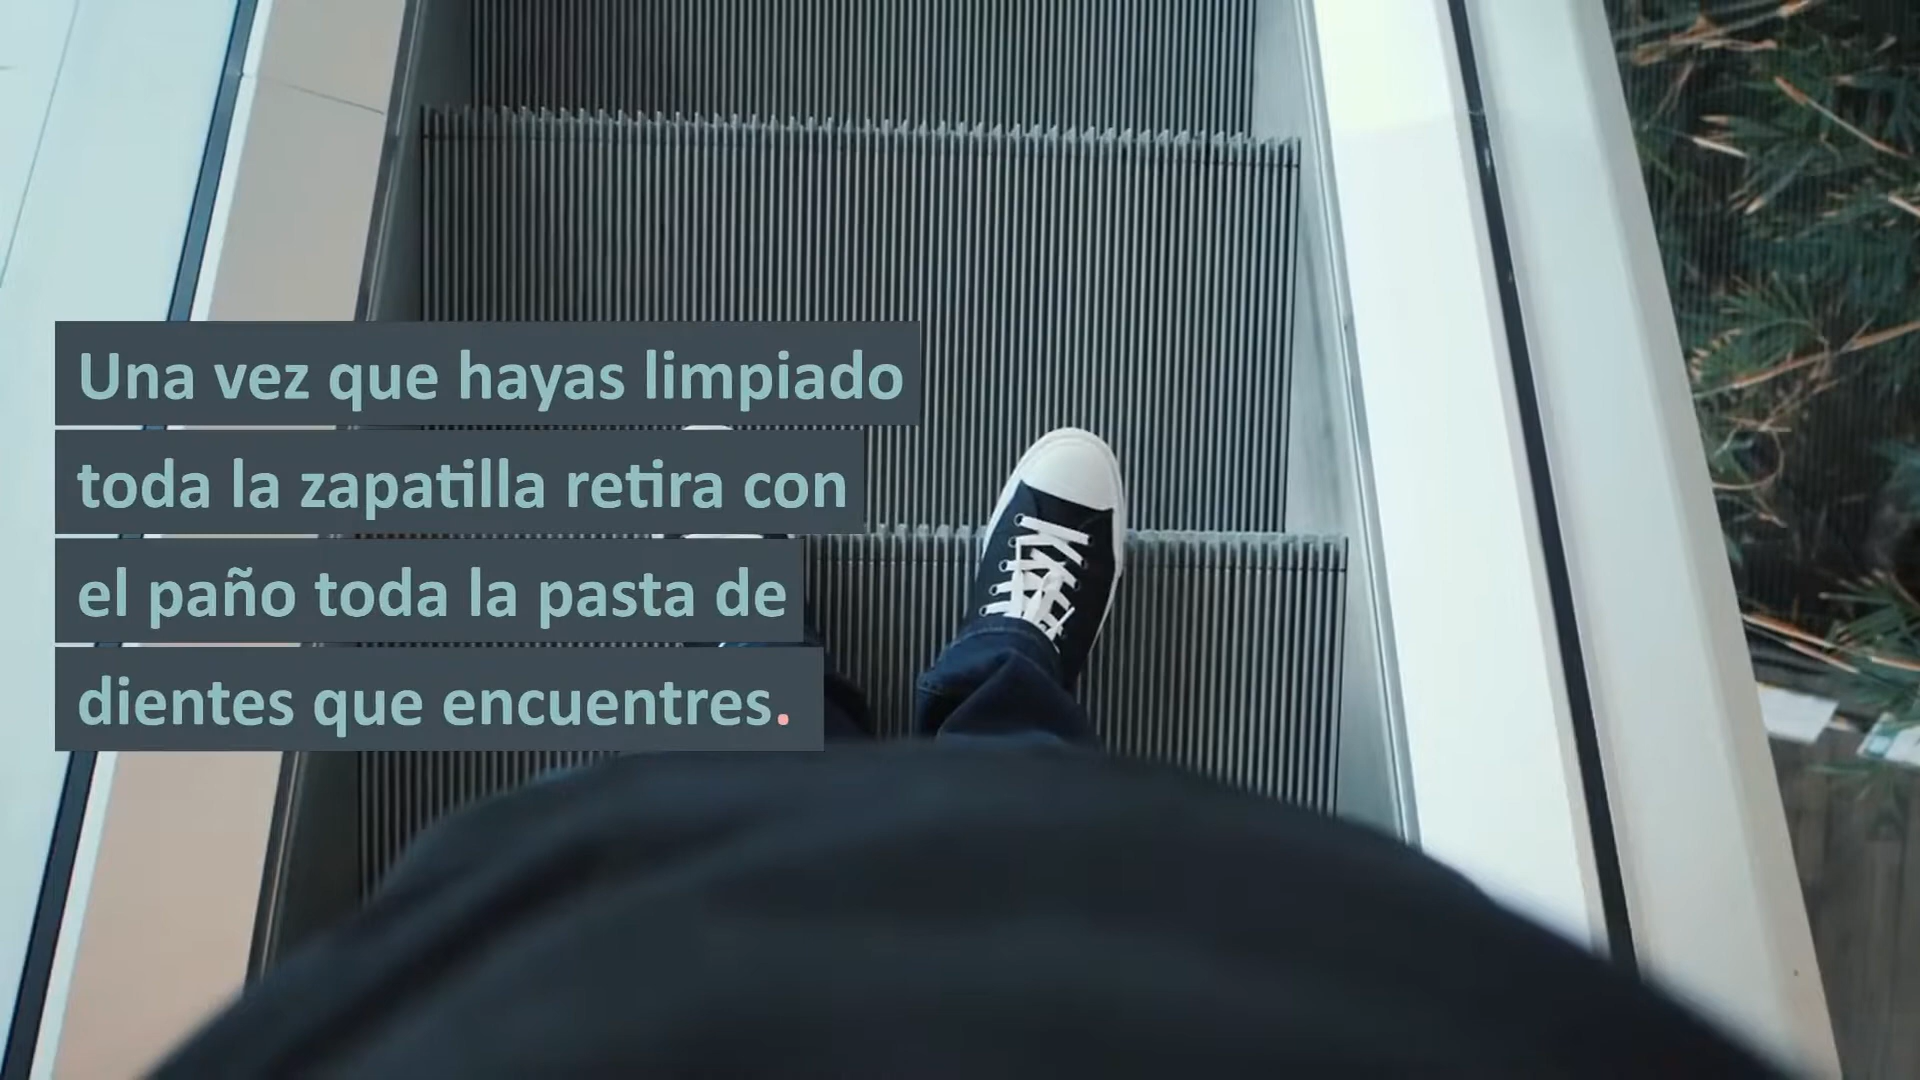 Una vez que hayas limpiado
toda la zapatilla retira con
el paño toda la pasta de
dientes que encuentres.